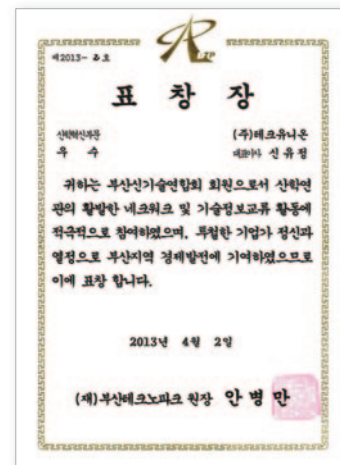 제2013- 2호
표 창 장
산학혁신부문
우 수
(주)테크유니온
대표이사 신유정
귀하는 부산신기술연합회 회원으로서 산학연
관의 활발한 네크워크 및 기술정보교류 활동에
적극적으로 참여하였으며, 투철한 기업가 정신과
열정으로 부산지역 경제발전에 기여하였으므로
이에 표창 합니다.
2013년 4월 2일
(재)부산테크노파크 원장 안 병 만